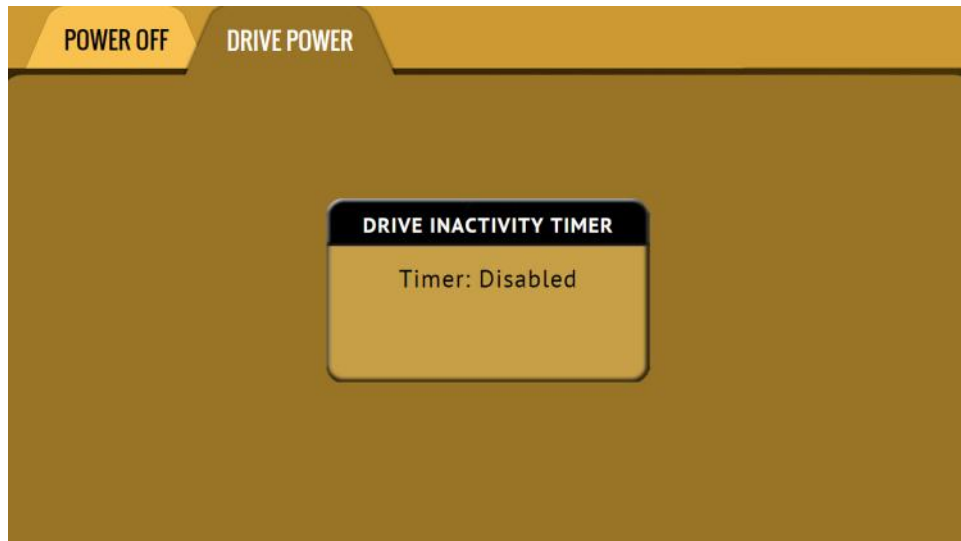 POWER OFF
DRIVE POWER
DRIVE INACTIVITY TIMER
Timer: Disabled